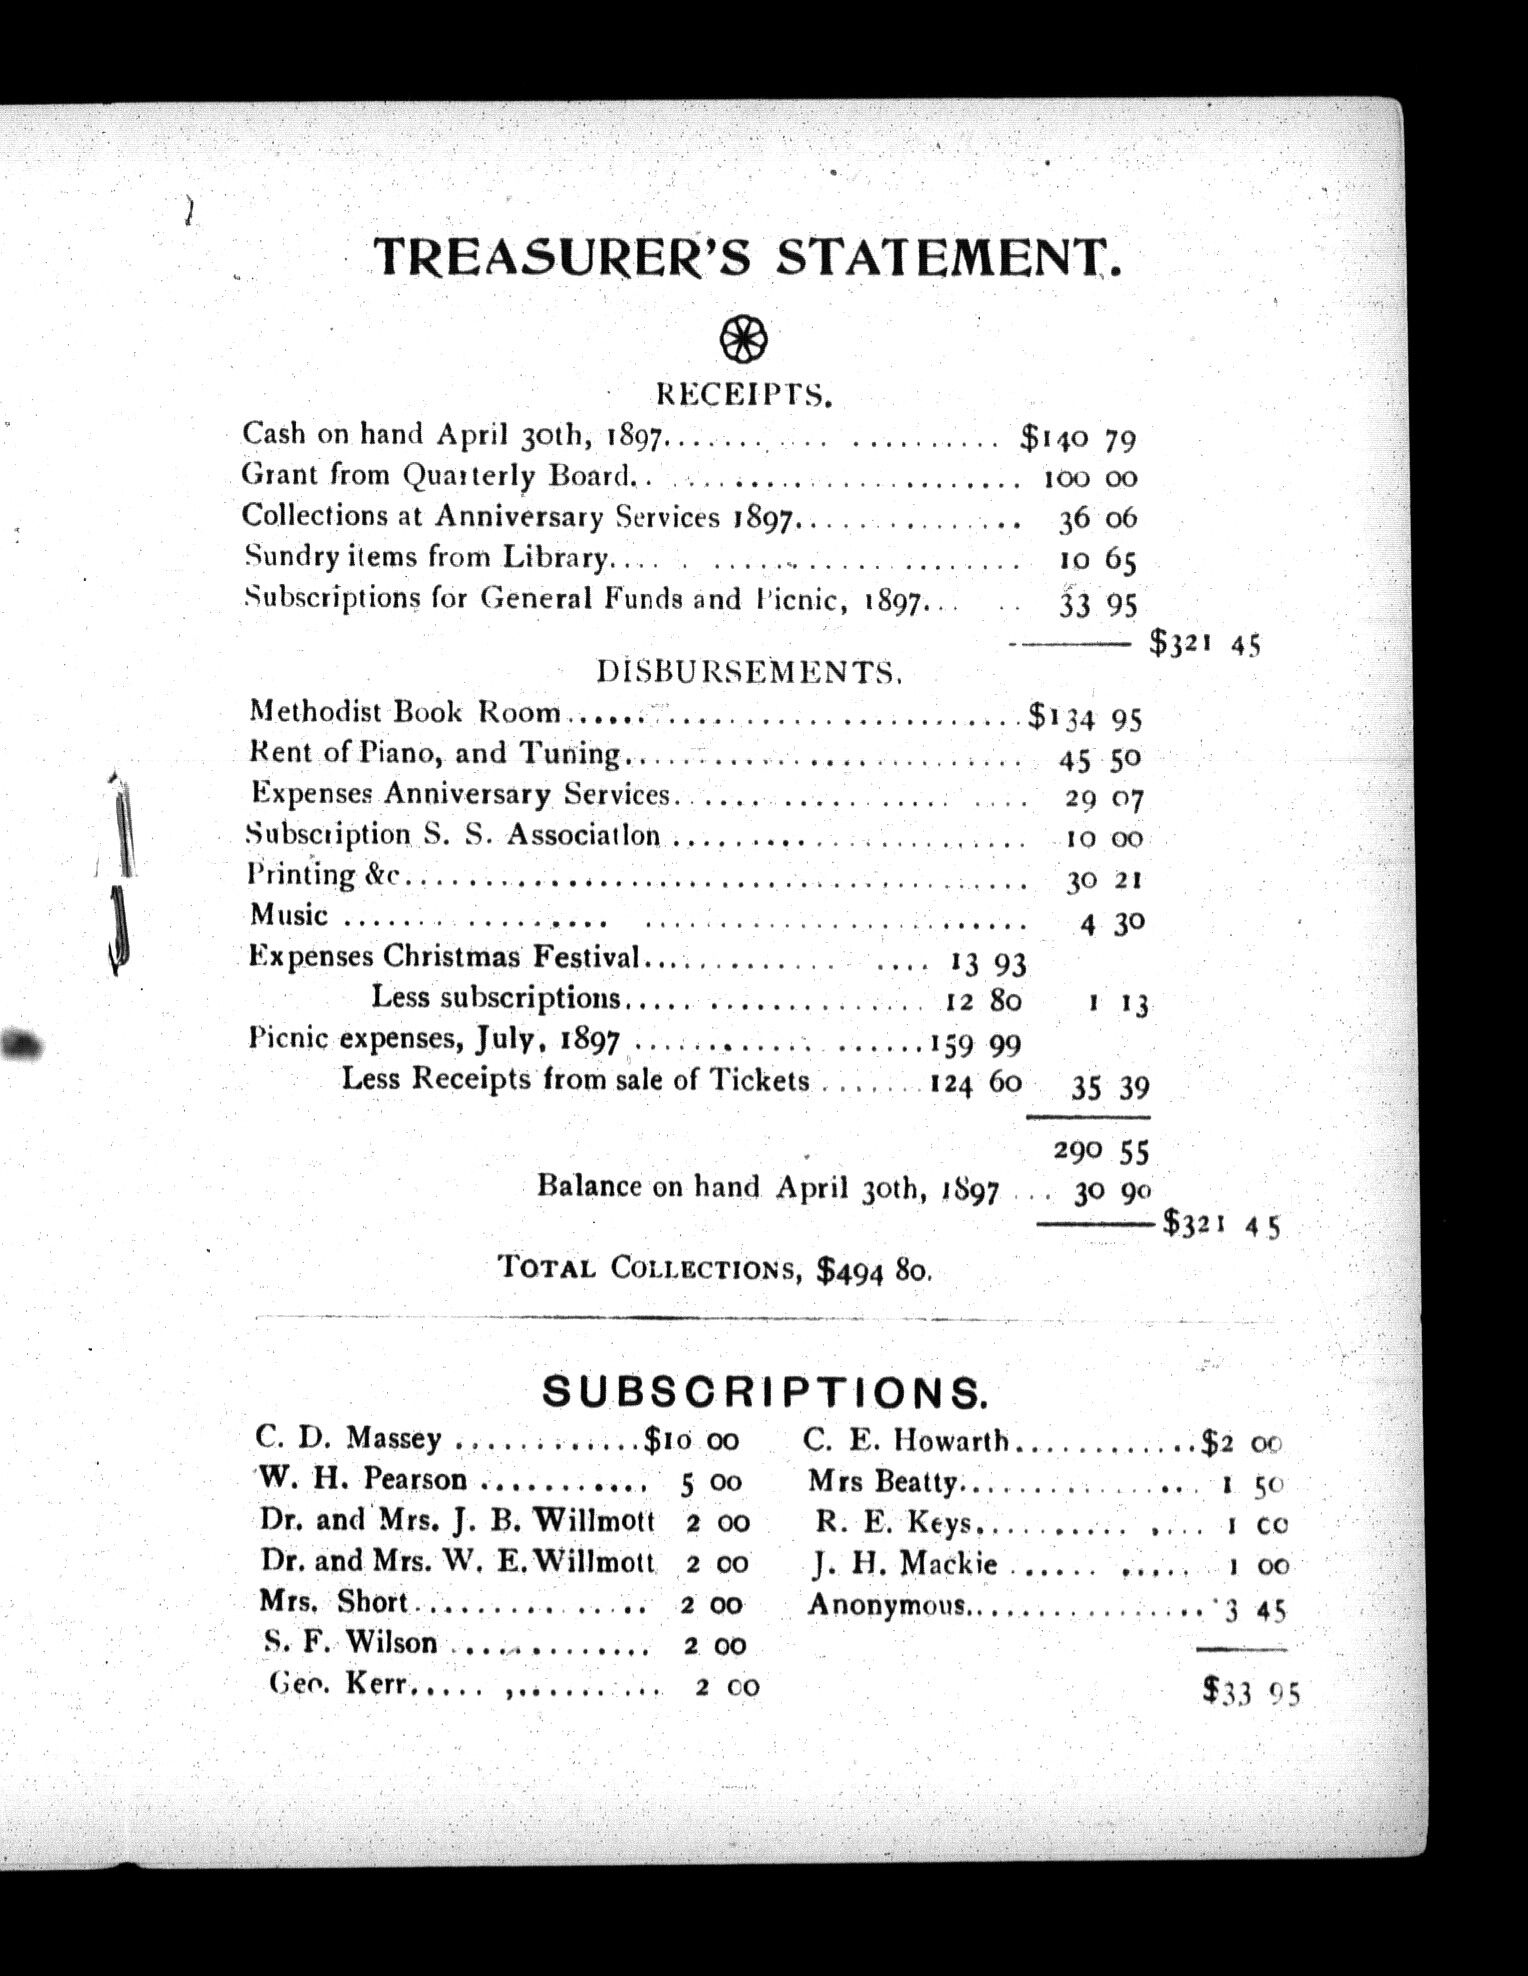 TREASURER'S STATEMENT.
RECEIPTS.
Cash on hand April 30th, 1897.................... $140 79
Grant from Quarterly Board...................... 100 00
Collections at Anniversary Services 1897............... 36 06
Sundry items from Library........................ 10 65
Subscriptions for General Funds and Picnic, 1897... .. 33 95
$321 45
DISBURSEMENTS.
Methodist Book Room.............................$134 95
Rent of Piano, and Tuning......................... 45 50
Expenses Anniversary Services..................... 29 07
Subscription S. S. Association ....................... 10 00
Printing &c....................................... 30 21
Music ........................................ 4 30
Expenses Christmas Festival............. .... 13 93
Less subscriptions................... 12 80 1 13
Picnic expenses, July, 1897 ............ ......159 99
Less Receipts from sale of Tickets .......124 60 35 39
290 55
Balance on hand April 30th, 1897 ... 30 90
$321 45
TOTAL COLLECTIONS, $494 80.
SUBSCRIPTIONS.
C. D. Massey ............$10 00
W. H. Pearson ........... 5 00
Dr. and Mrs. J. B. Willmott 2 00
Dr. and Mrs. W. E. Willmott 2 00
Mrs. Short............... 2 00
S. F. Wilson ............. 2 00
Geo. Kerr..... ,.......... 2 00
C. E. Howarth............$2 00
Mrs Beatty................ 1 50
R. E. Keys.......... .... 1 00
J. H. Mackie ...... ..... 1 00
Anonymous................ 3 45
$33 95